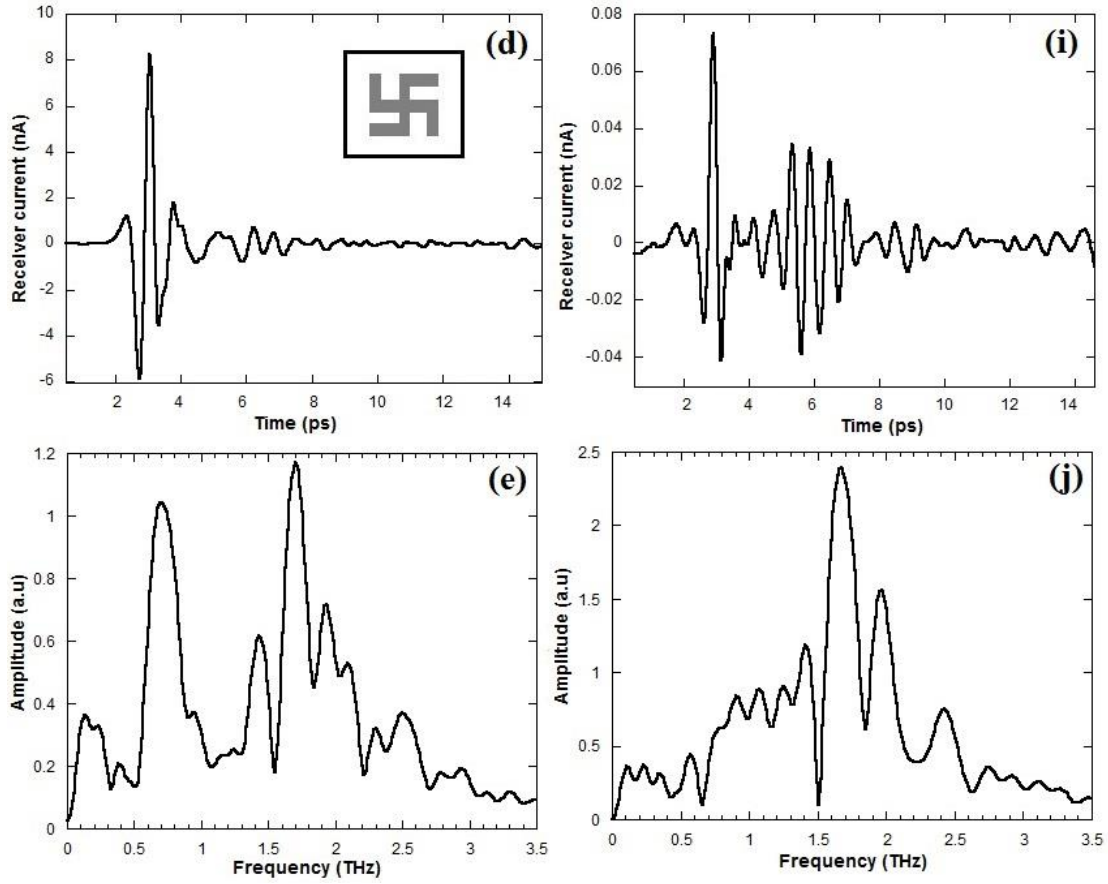 (d)
10
8
6
4
2
0
-2
-4
-6
Receiver current (nA)
2 4 6 8 10 12 14
Time (ps)
(i)
0.08
0.06
0.04
0.02
0
-0.02
-0.04
Receiver current (nA)
2 4 6 8 10 12 14
Time (ps)
(e)
1.2
1
0.8
0.6
0.4
0.2
0
Amplitude (a.u)
0 0.5 1 1.5 2 2.5 3 3.5
Frequency (THz)
(j)
2.5
2
1.5
1
0.5
0
Amplitude (a.u)
0 0.5 1 1.5 2 2.5 3 3.5
Frequency (THz)